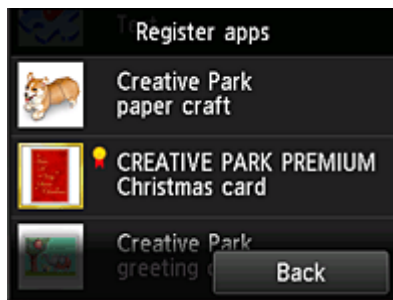 Register apps
Creative Park
paper craft
CREATIVE PARK PREMIUM
Christmas card
Creative Park
greeting
Back